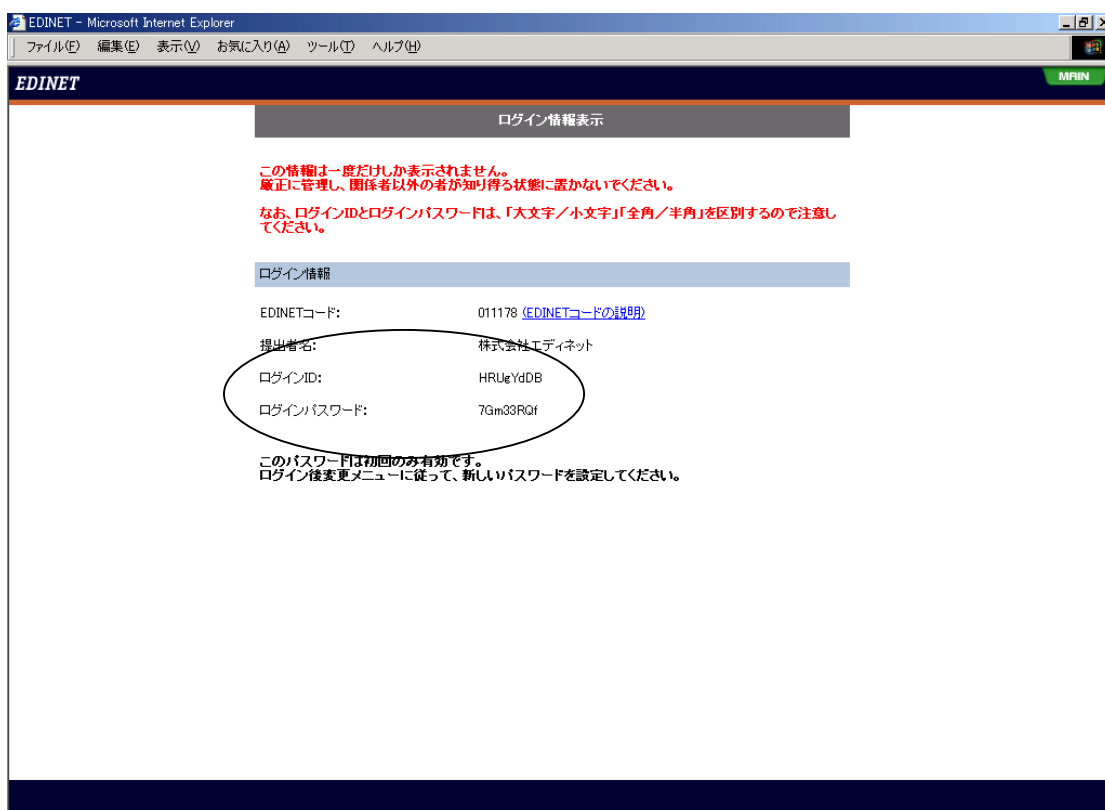 EDINET - Microsoft Internet Explorer
ファイル(F) 編集(E) 表示(V) お気に入り(A) ツール(T) ヘルプ(H)
EDINET
MAIN
ログイン情報表示
この情報は一度だけしか表示されません。
厳正に管理し、関係者以外の者が知り得る状態に置かないでください。
なお、ログインIDとログインパスワードは、「大文字／小文字」「全角／半角」を区別するので注意し
てください。
ログイン情報
EDINETコード: 011178 (EDINETコードの説明)
提出者名: 株式会社エディネット
ログインID: HRUgYdDB
ログインパスワード: 7Gm33RQf
このパスワードは初回のみ有効です。
ログイン後変更メニューに従って、新しいパスワードを設定してください。